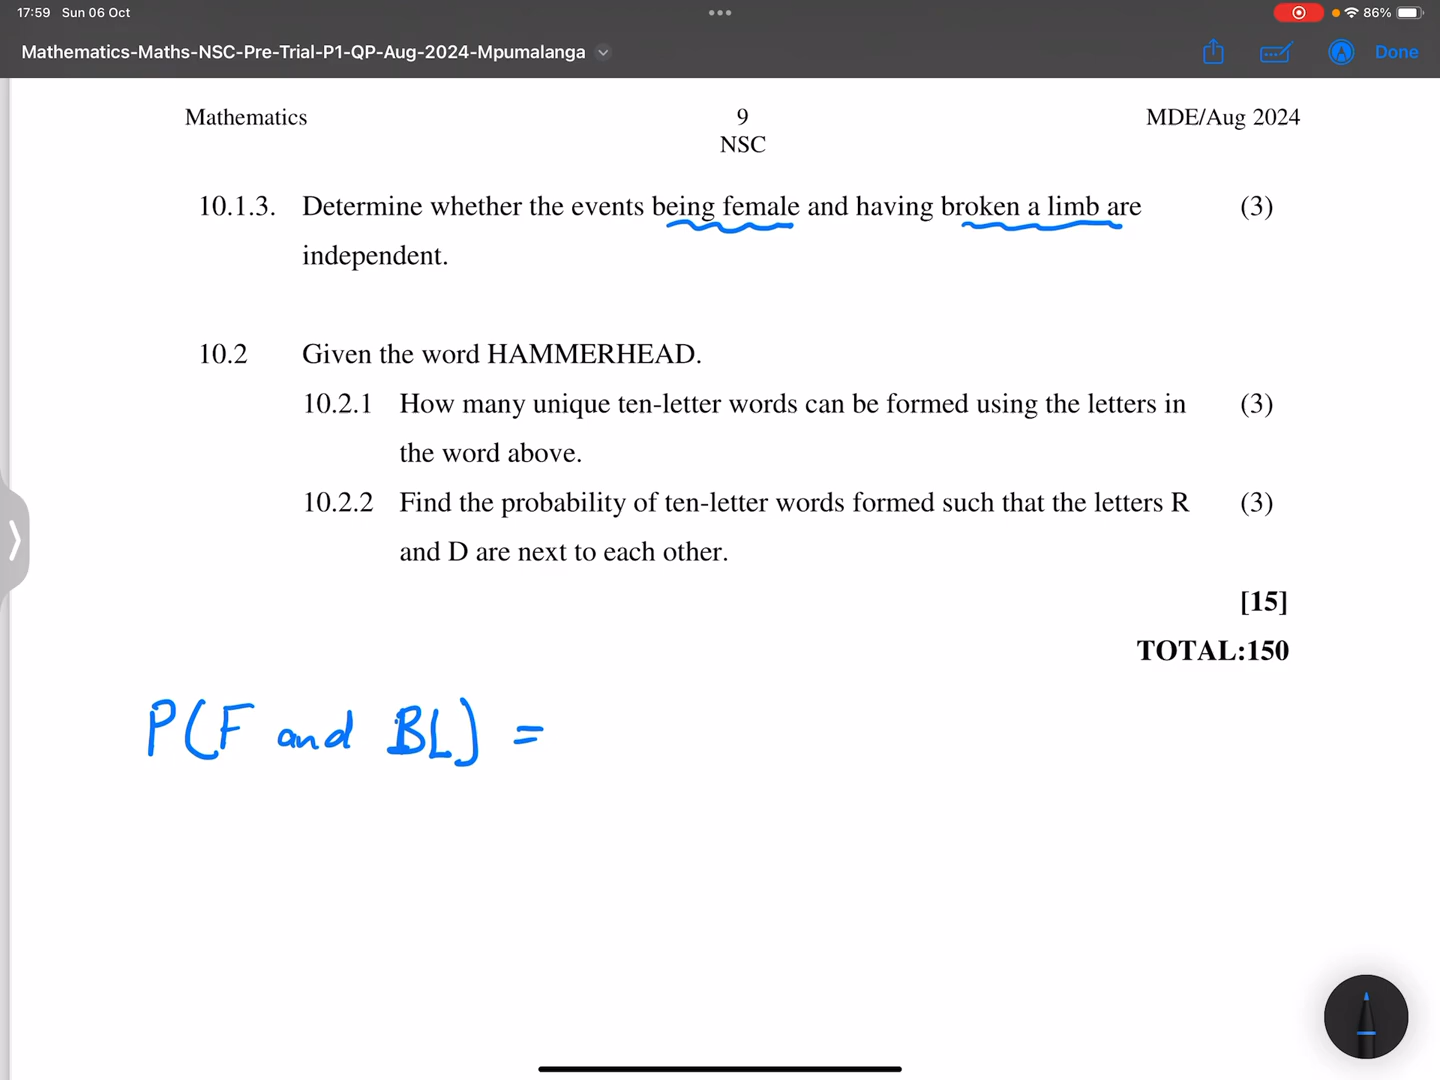 17:59 Sun 06 Oct
86%
Mathematics-Maths-NSC-Pre-Trial-P1-QP-Aug-2024-Mpumalanga
Done
Mathematics 9 MDE/Aug 2024
NSC
10.1.3. Determine whether the events being female and having broken a limb are (3)
independent.
10.2 Given the word HAMMERHEAD.
10.2.1 How many unique ten-letter words can be formed using the letters in (3)
the word above.
10.2.2 Find the probability of ten-letter words formed such that the letters R (3)
and D are next to each other.
[15]
TOTAL:150
P(F and BL) =